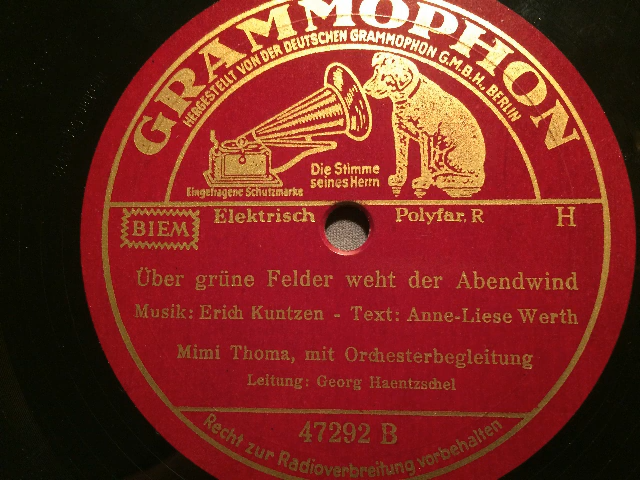 GRAMMOPHON
HERGESTELLT VON DER DEUTSCHEN GRAMMOPHON G.M.B.H., BERLIN
Die Stimme
seines Herrn
Eingetragene Schutzmarke
BIEM Elektrisch Polyfar. R H
Über grüne Felder weht der Abendwind
Musik: Erich Kuntzen - Text: Anne-Liese Werth
Mimi Thoma, mit Orchesterbegleitung
Leitung: Georg Haentzschel
47292 B
Recht zur Radioverbreitung vorbehalten